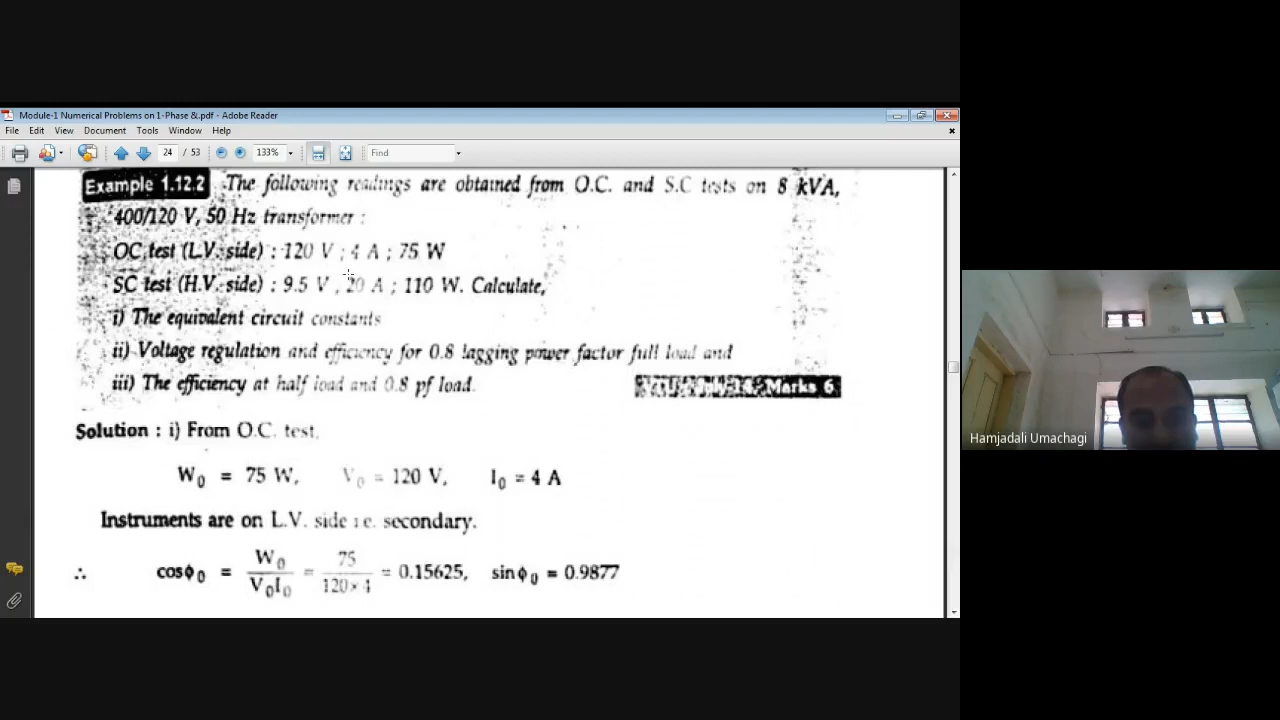 Module-1 Numerical Problems on 1-Phase &.pdf - Adobe Reader
File Edit View Document Tools Window Help
24 / 53 133% Find
Example 1.12.2 The following readings are obtained from O.C. and S.C tests on 8 kVA,
400/120 V, 50 Hz transformer :
OC test (L.V. side) : 120 V ; 4 A ; 75 W
SC test (H.V. side) : 9.5 V , 20 A ; 110 W. Calculate,
i) The equivalent circuit constants
ii) Voltage regulation and efficiency for 0.8 lagging power factor full load and
iii) The efficiency at half load and 0.8 pf load.
Marks 6
Solution : i) From O.C. test,
W0 = 75 W, V0 = 120 V, I0 = 4 A
Instruments are on L.V. side i.e. secondary.
∴ cosϕ0 = W0 / V0I0 = 75 / 120 × 4 = 0.15625, sinϕ0 = 0.9877
Hamjadali Umachagi